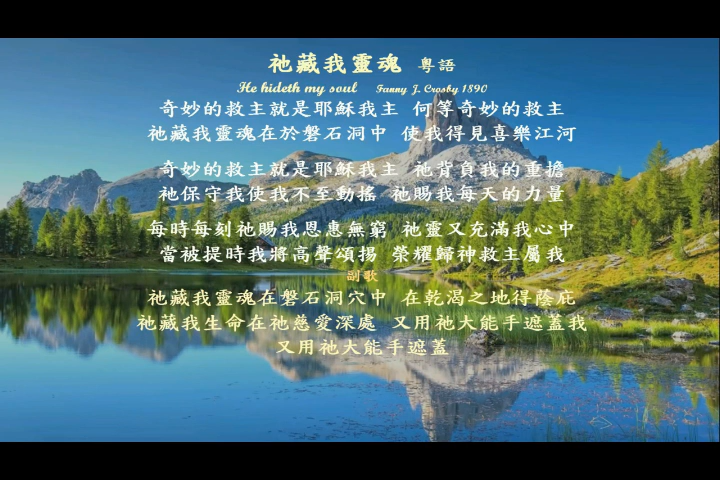 祂藏我靈魂 粵語
He hideth my soul Fanny J. Crosby 1890
奇妙的救主就是耶穌我主 何等奇妙的救主
祂藏我靈魂在於磐石洞中 使我得見喜樂江河
奇妙的救主就是耶穌我主 祂背負我的重擔
祂保守我使我不至動搖 祂賜我每天的力量
每時每刻祂賜我恩惠無窮 祂靈又充滿我心中
當被提時我將高聲頌揚 榮耀歸神救主屬我
副歌
祂藏我靈魂在磐石洞穴中 在乾渴之地得蔭庇
祂藏我生命在祂慈愛深處 又用祂大能手遮蓋我
又用祂大能手遮蓋